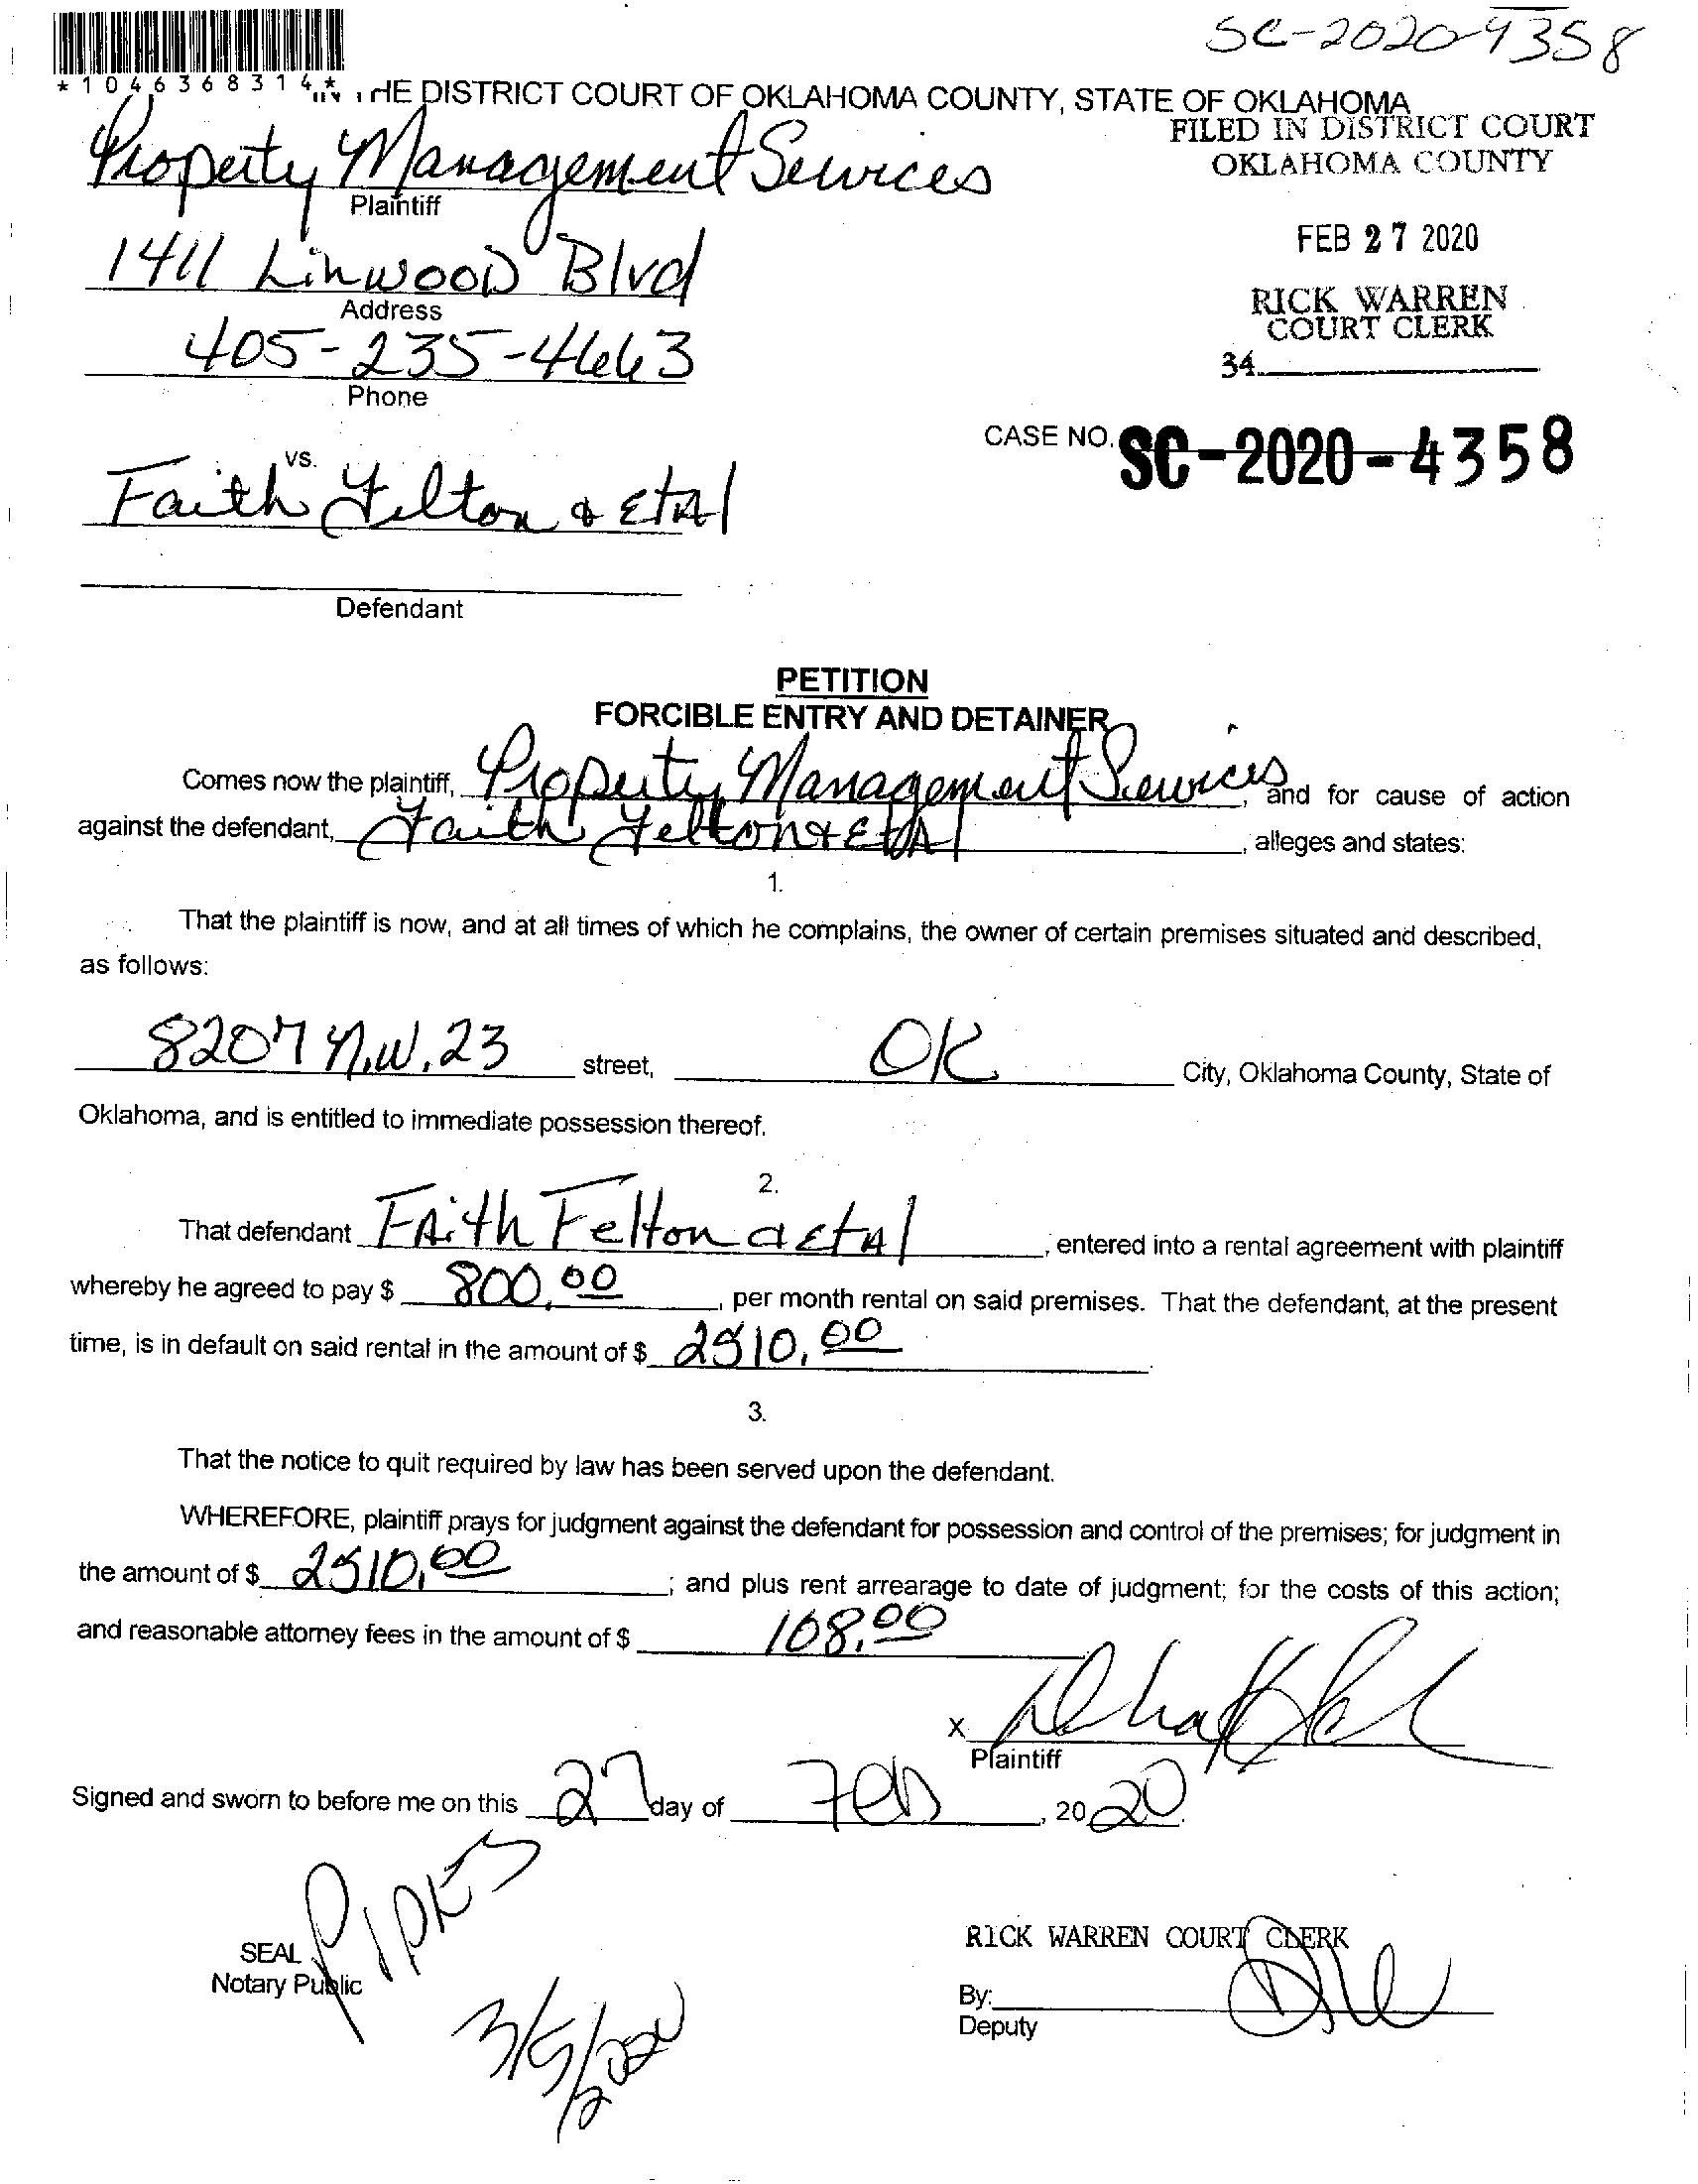 SC-2020-4358
*1046368314*
THE DISTRICT COURT OF OKLAHOMA COUNTY, STATE OF OKLAHOMA
FILED IN DISTRICT COURT
OKLAHOMA COUNTY
Property Management Services
Plaintiff
FEB 27 2020
1411 Linwood Blvd
Address
RICK WARREN
COURT CLERK
405-235-4663
34
Phone
CASE NO. SC-2020-4358
vs.
Faith Felton & EtAl
Defendant
PETITION
FORCIBLE ENTRY AND DETAINER
Comes now the plaintiff, Property Management Services, and for cause of action
against the defendant, Faith Felton & EtAl, alleges and states:
1.
That the plaintiff is now, and at all times of which he complains, the owner of certain premises situated and described,
as follows:
8207 N.W. 23 street, OK City, Oklahoma County, State of
Oklahoma, and is entitled to immediate possession thereof.
2.
That defendant FAith Felton & EtAl, entered into a rental agreement with plaintiff
whereby he agreed to pay $ 800.00, per month rental on said premises. That the defendant, at the present
time, is in default on said rental in the amount of $ 2510.00
3.
That the notice to quit required by law has been served upon the defendant.
WHEREFORE, plaintiff prays for judgment against the defendant for possession and control of the premises; for judgment in
the amount of $ 2510.00; and plus rent arrearage to date of judgment; for the costs of this action;
and reasonable attorney fees in the amount of $ 168.00
X
Plaintiff
Signed and sworn to before me on this 27 day of Feb, 2020.
RICK WARREN COURT CLERK
SEAL
Notary Public
By:
Deputy